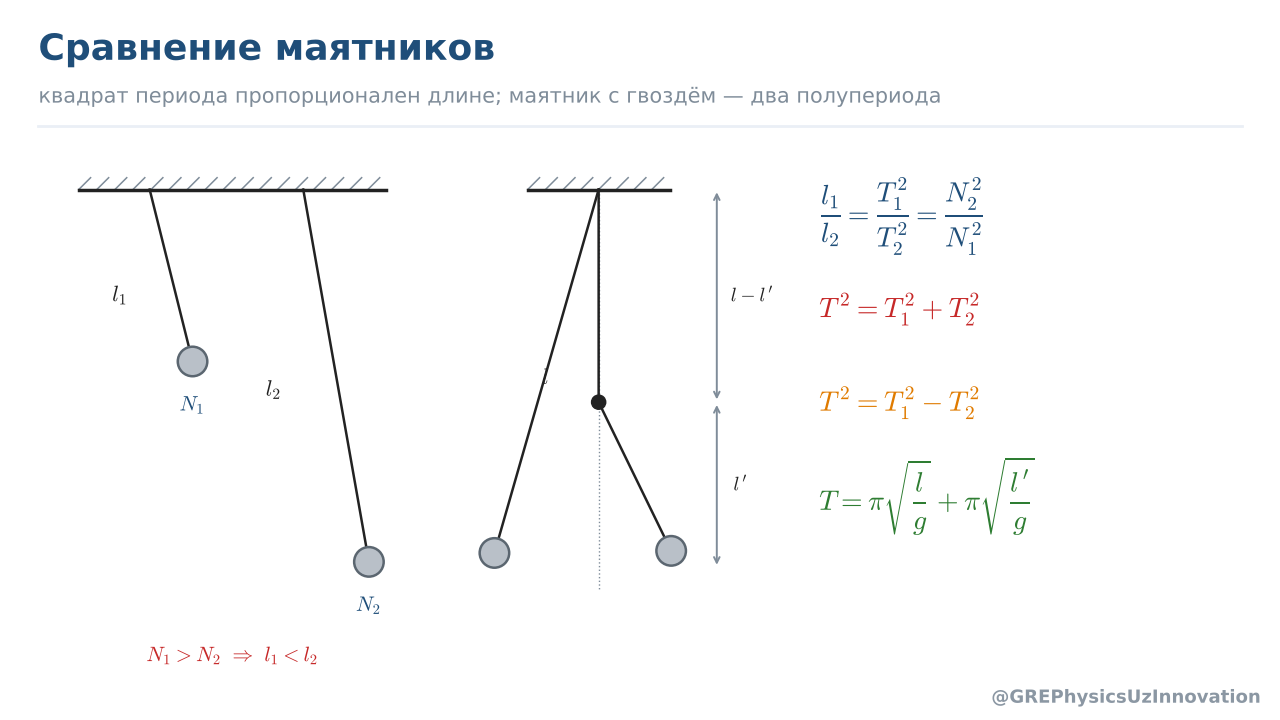 Сравнение маятников
квадрат периода пропорционален длине; маятник с гвоздём — два полупериода
l₁
l₂
N₁
N₂
N₁ > N₂ ⇒ l₁ < l₂
l
l − l′
l′
l₁/l₂ = T₁²/T₂² = N₂²/N₁²
T² = T₁² + T₂²
T² = T₁² − T₂²
T = π√(l/g) + π√(l′/g)
@GREPhysicsUzInnovation